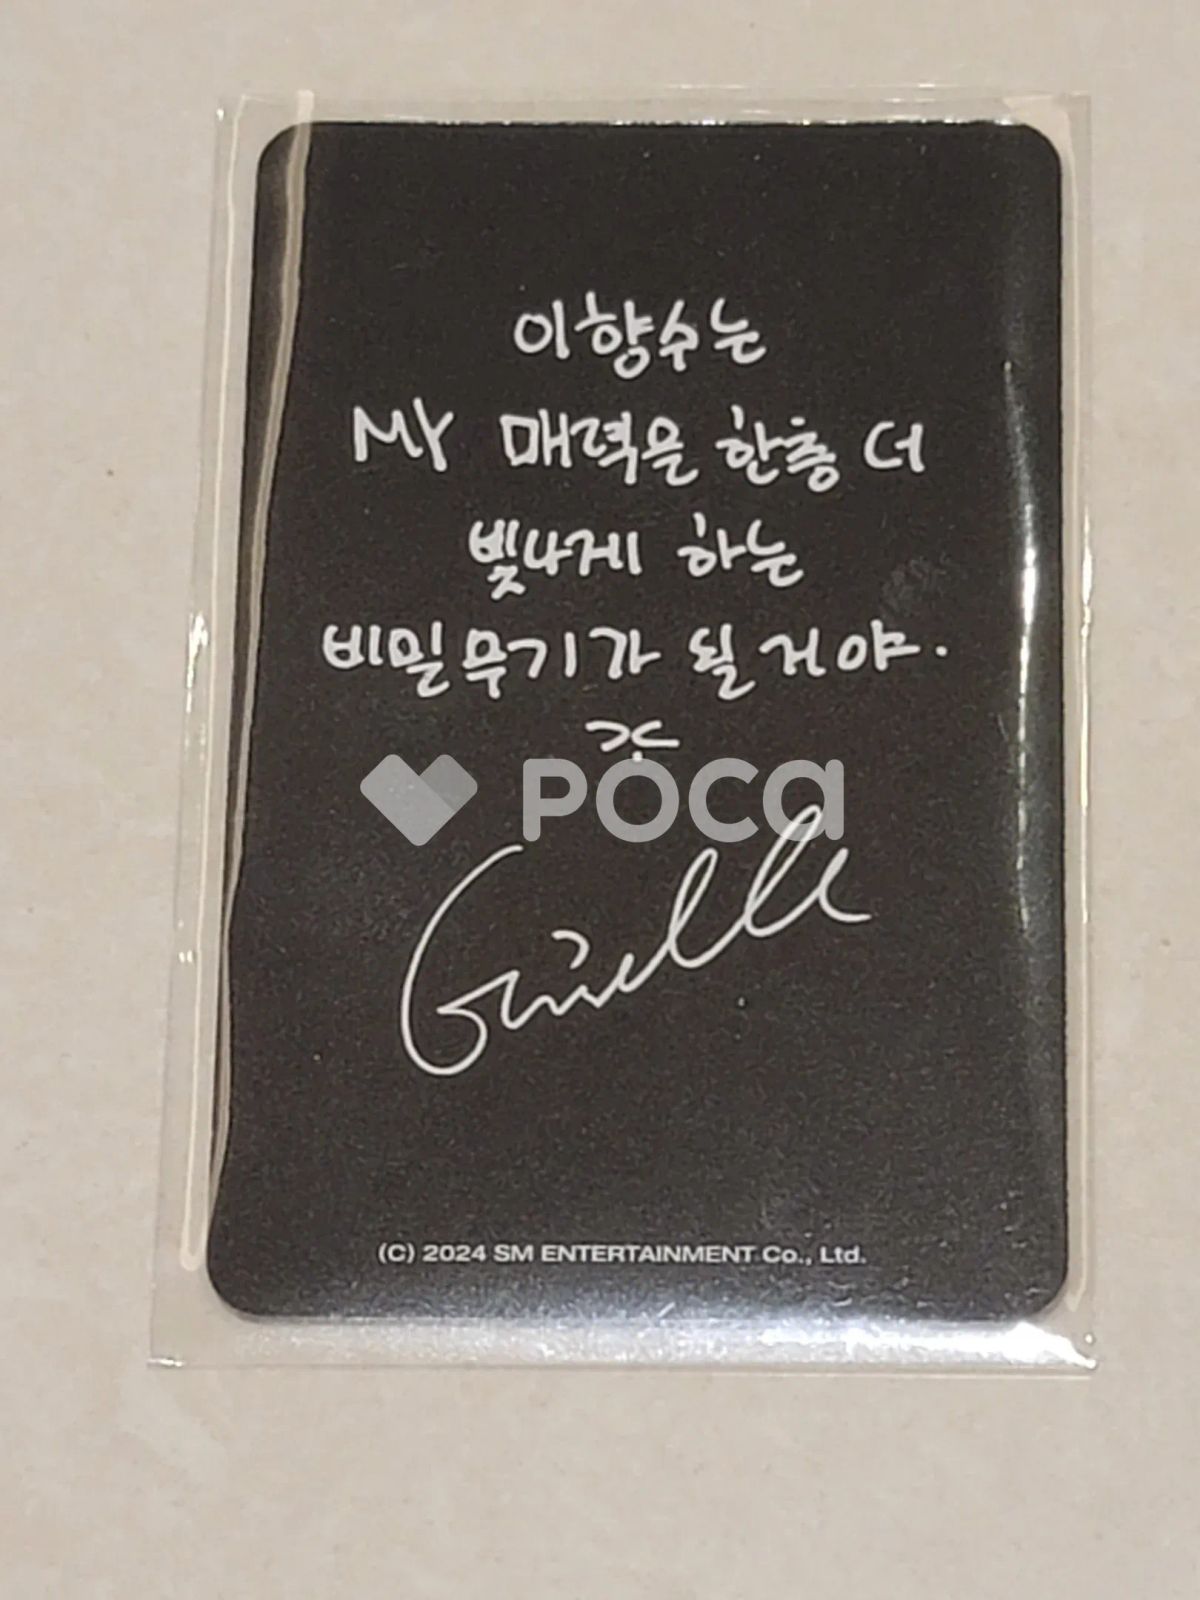 이 향수는
MY 매력을 한층 더
빛나게 하는
비밀무기가 될거야.
POCA
Giselle
(C) 2024 SM ENTERTAINMENT Co., Ltd.